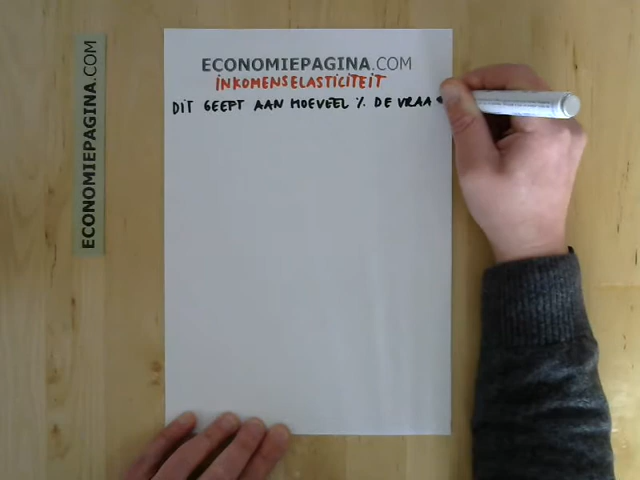 ECONOMIEPAGINA.COM
ECONOMIEPAGINA.COM
INKOMENSELASTICITEIT
DIT GEEFT AAN HOEVEEL % DE VRAA